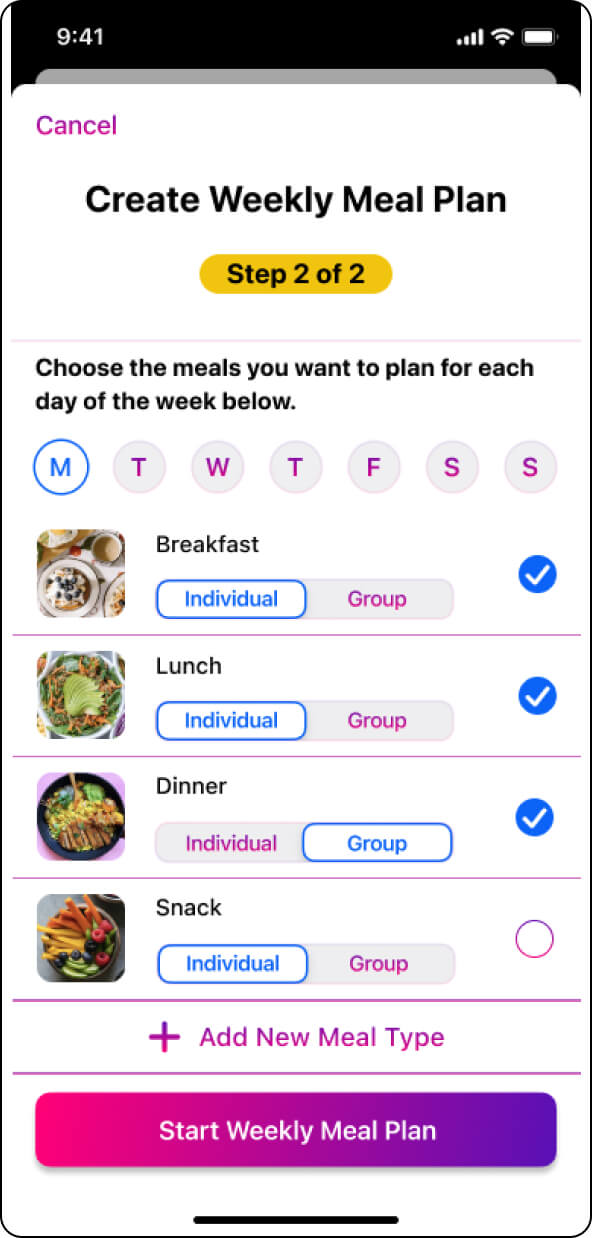 9:41
Cancel
Create Weekly Meal Plan
Step 2 of 2
Choose the meals you want to plan for each
day of the week below.
M T W T F S S
Breakfast
Individual Group
Lunch
Individual Group
Dinner
Individual Group
Snack
Individual Group
+ Add New Meal Type
Start Weekly Meal Plan